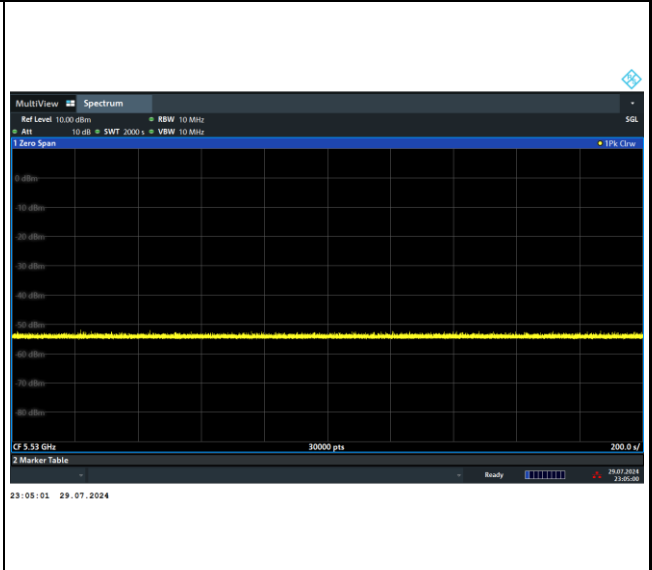 MultiView Spectrum
Ref Level 10.00 dBm RBW 10 MHz SGL
Att 10 dB SWT 2000 s VBW 10 MHz
1 Zero Span 1Pk Clrw
0 dBm
-10 dBm
-20 dBm
-30 dBm
-40 dBm
-50 dBm
-60 dBm
-70 dBm
-80 dBm
CF 5.53 GHz 30000 pts 200.0 s/
2 Marker Table
Ready 29.07.2024
23:05:00
23:05:01 29.07.2024